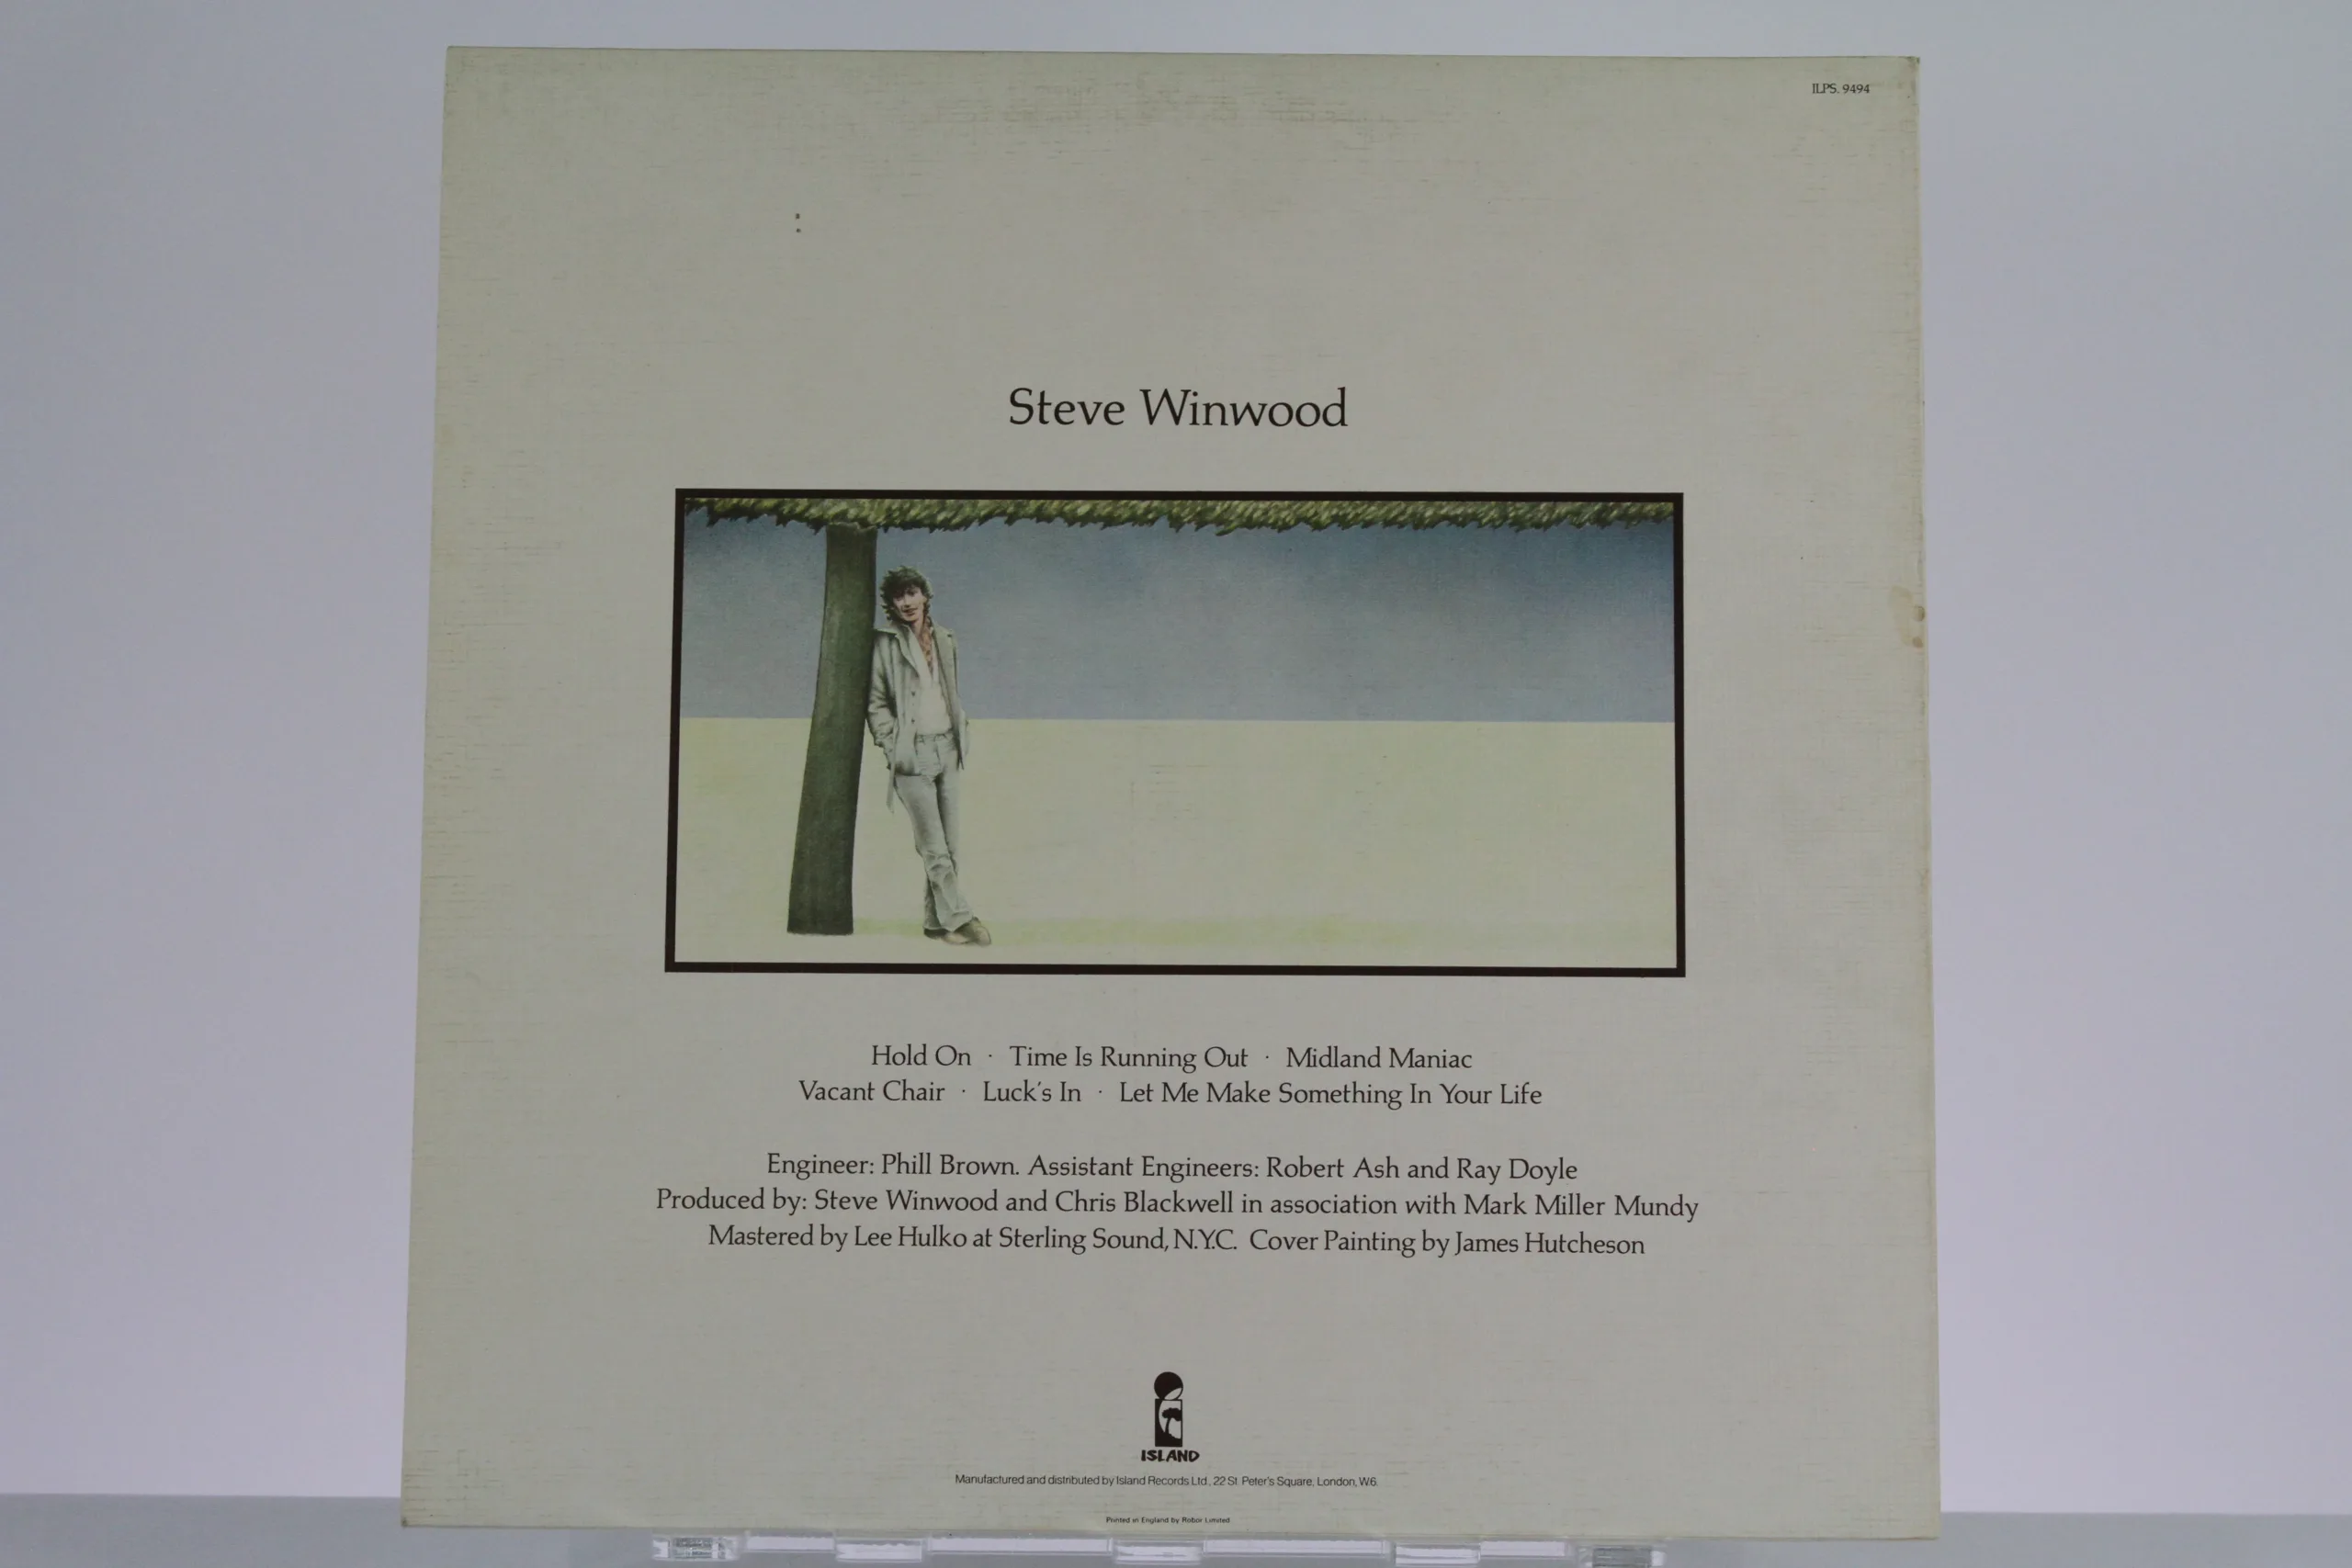 ILPS. 9494
Steve Winwood
Hold On · Time Is Running Out · Midland Maniac
Vacant Chair · Luck's In · Let Me Make Something In Your Life
Engineer: Phill Brown. Assistant Engineers: Robert Ash and Ray Doyle
Produced by: Steve Winwood and Chris Blackwell in association with Mark Miller Mundy
Mastered by Lee Hulko at Sterling Sound, N.Y.C. Cover Painting by James Hutcheson
ISLAND
Manufactured and distributed by Island Records Ltd., 22 St. Peter's Square, London, W.6.
Printed in England by Robor Limited